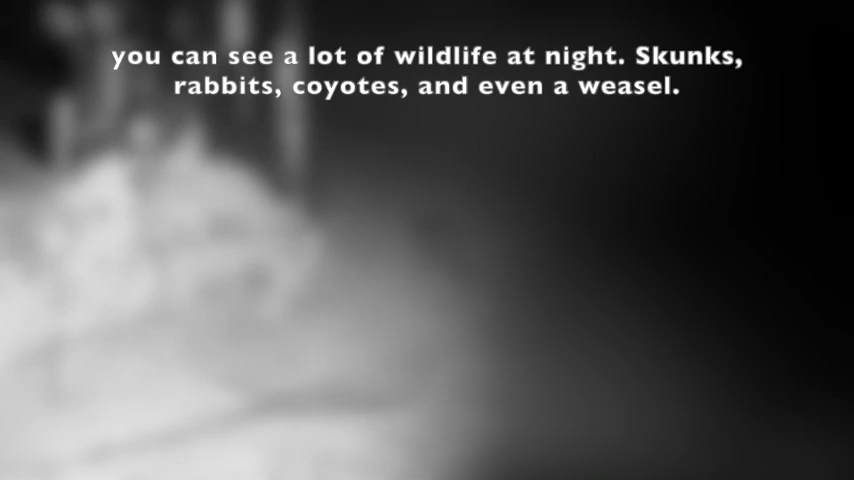 you can see a lot of wildlife at night. Skunks,
rabbits, coyotes, and even a weasel.